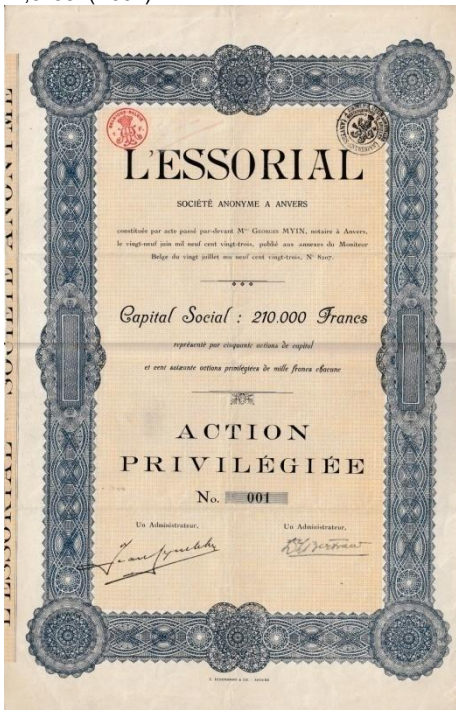 L'ESSORIAL
SOCIÉTÉ ANONYME A ANVERS
constituée par acte passé par-devant Mtre GEORGES MYIN, notaire à Anvers,
le vingt-neuf juin mil neuf cent vingt-trois, publié aux annexes du Moniteur
Belge du vingt juillet mil neuf cent vingt-trois, N° 8207.
Capital Social : 210.000 Francs
représenté par cinquante actions de capital
et cent soixante actions privilégiées de mille francs chacune
ACTION
PRIVILÉGIÉE
No. 001
Un Administrateur,
Un Administrateur,
L'ESSORIAL SOCIÉTÉ ANONYME